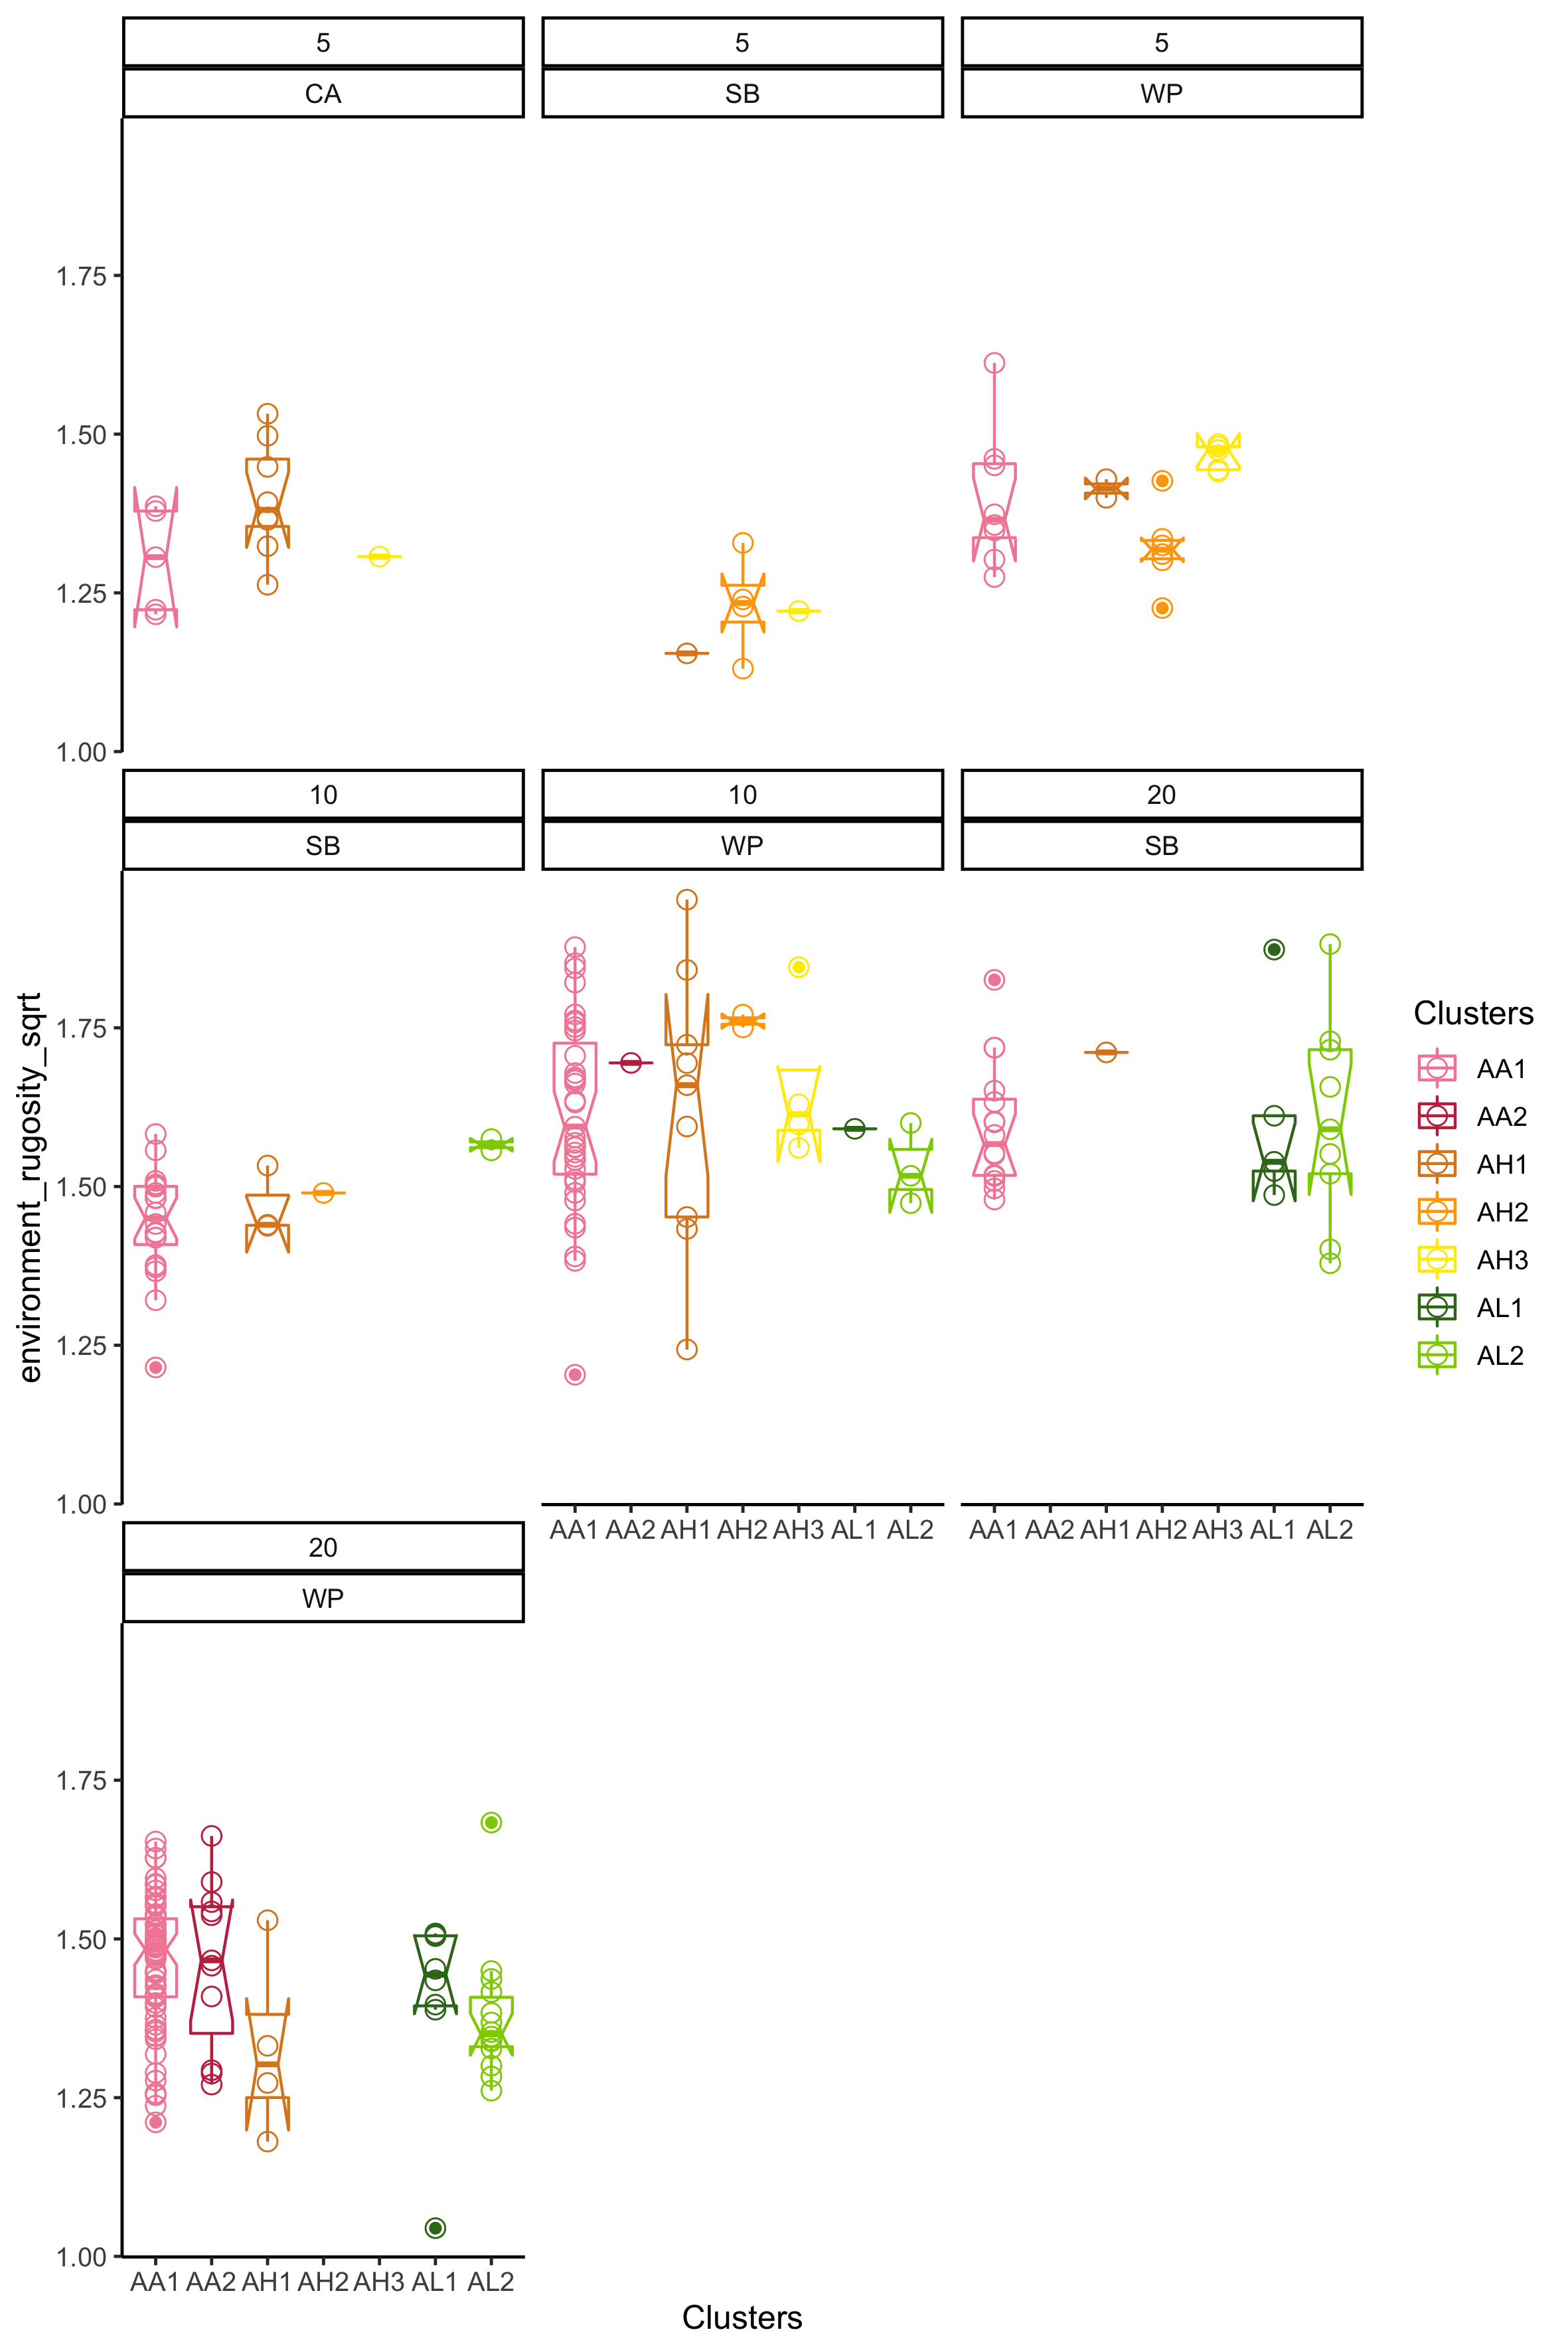 5 5 5
CA SB WP
1.75
1.50
1.25
1.00
10 10 20
SB WP SB
1.75
1.50
1.25
1.00
AA1 AA2 AH1 AH2 AH3 AL1 AL2 AA1 AA2 AH1 AH2 AH3 AL1 AL2
20
WP
1.75
1.50
1.25
1.00
AA1 AA2 AH1 AH2 AH3 AL1 AL2
Clusters
environment_rugosity_sqrt
Clusters
AA1
AA2
AH1
AH2
AH3
AL1
AL2